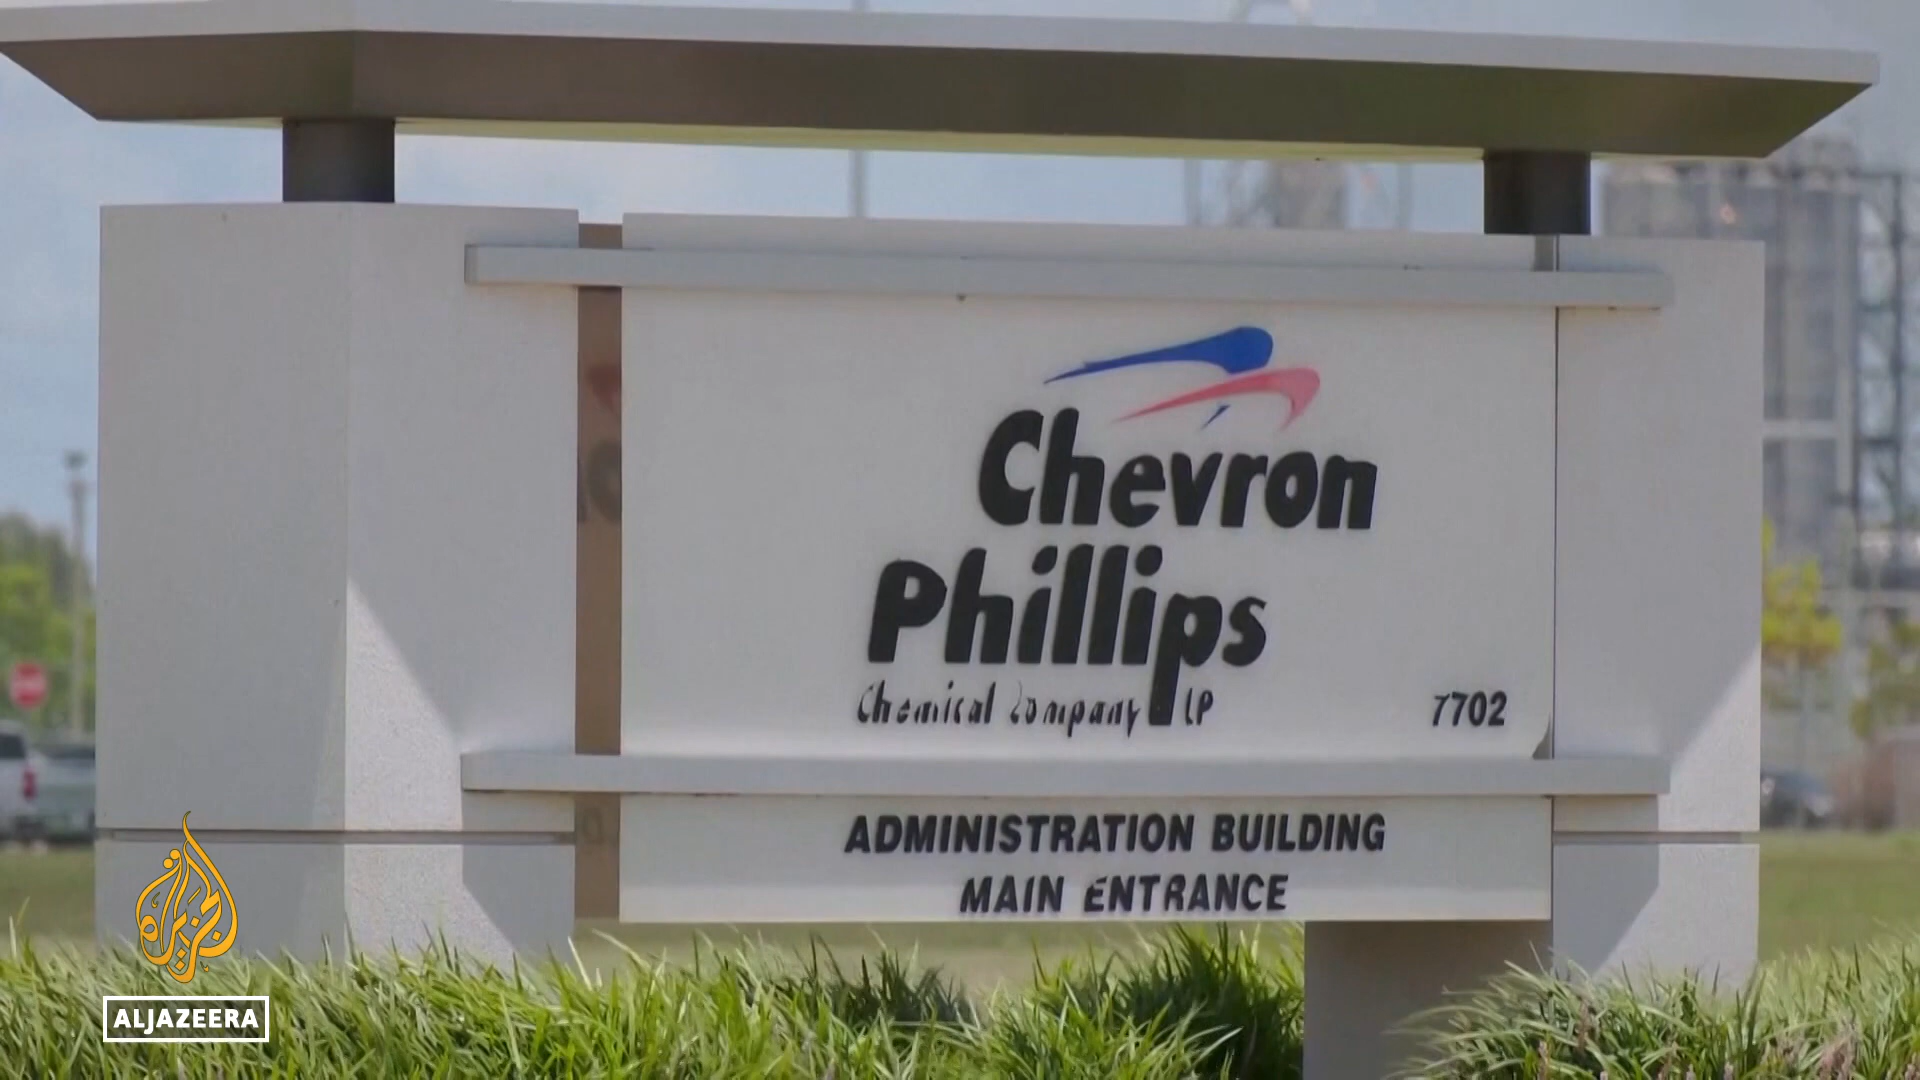 Chevron
Phillips
Chemical Company LP
7702
ADMINISTRATION BUILDING
MAIN ENTRANCE
الجزيرة
ALJAZEERA